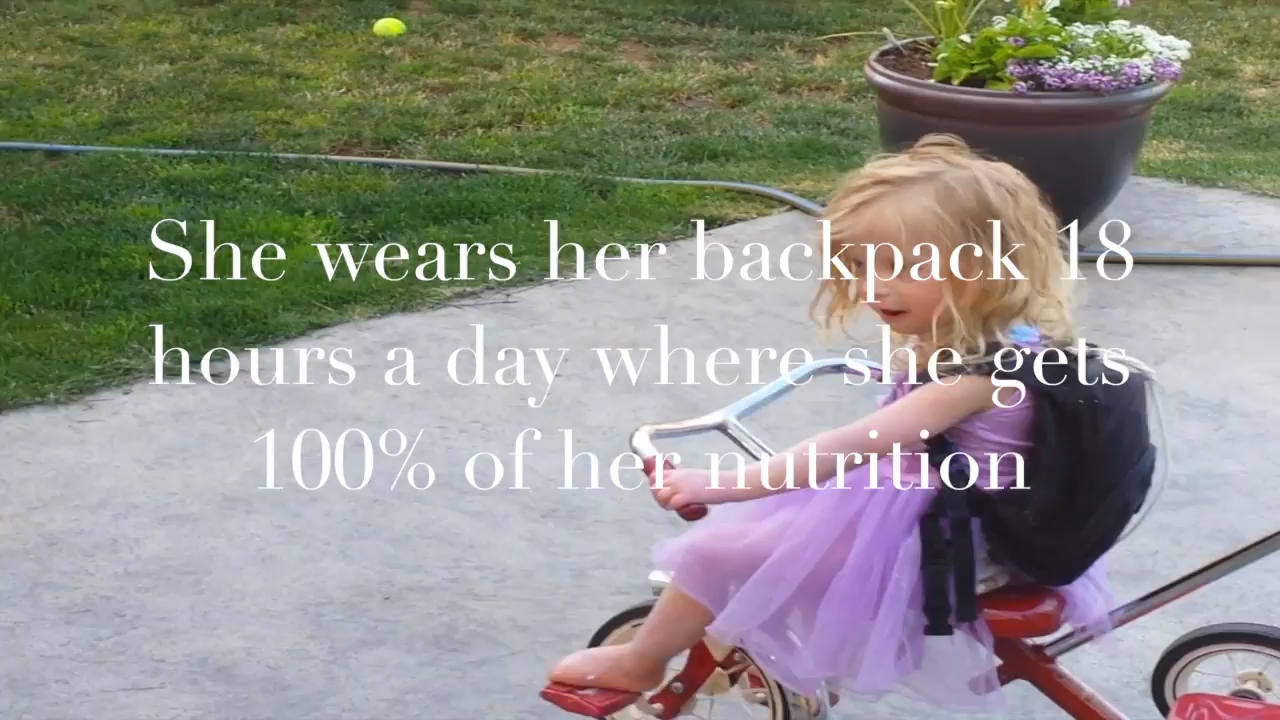 She wears her backpack 18
hours a day where she gets
100% of her nutrition